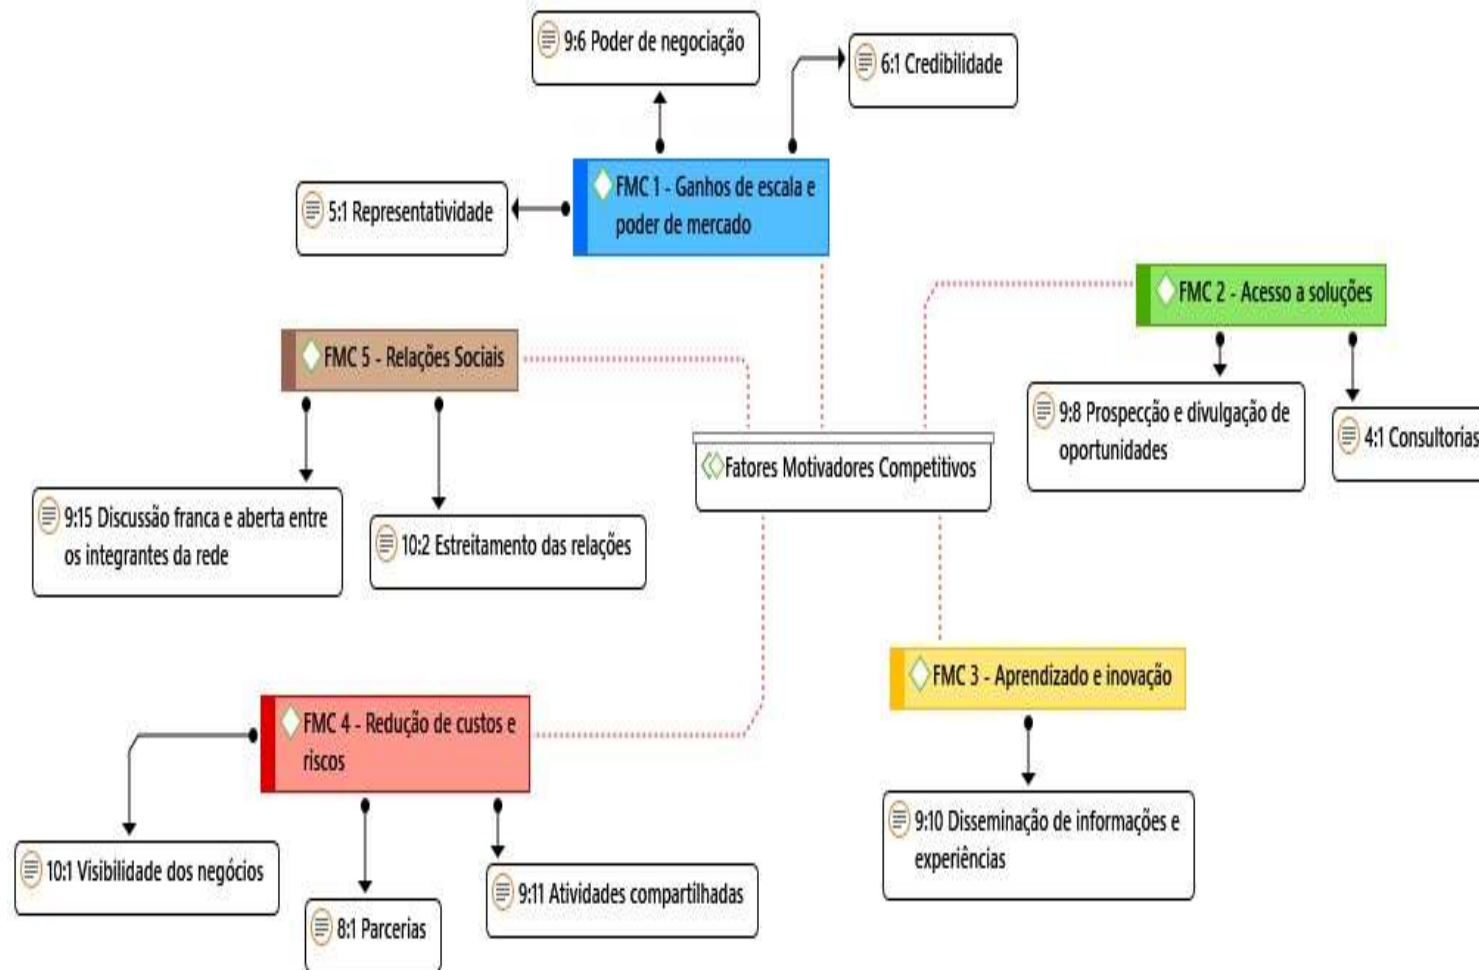 9:6 Poder de negociação
6:1 Credibilidade
FMC 1 - Ganhos de escala e
poder de mercado
5:1 Representatividade
FMC 2 - Acesso a soluções
FMC 5 - Relações Sociais
9:8 Prospecção e divulgação de
oportunidades
4:1 Consultorias
Fatores Motivadores Competitivos
9:15 Discussão franca e aberta entre
os integrantes da rede
10:2 Estreitamento das relações
FMC 3 - Aprendizado e inovação
FMC 4 - Redução de custos e
riscos
9:10 Disseminação de informações e
experiências
10:1 Visibilidade dos negócios
9:11 Atividades compartilhadas
8:1 Parcerias